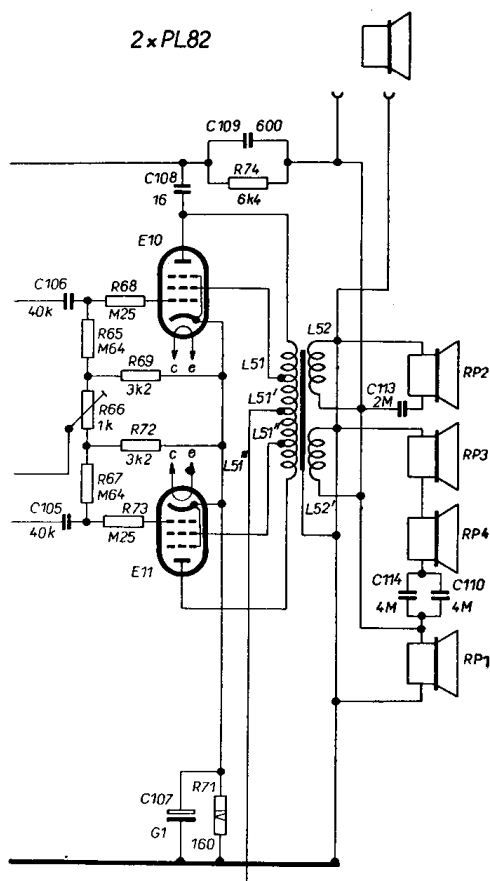 2 x PL82
C109 600
R74
6k4
C108
16
E10
C106
40k
R68
M25
R65
M64
R69
3k2
c e
R66
1k
R72
3k2
c e
R67
M64
C105
40k
R73
M25
E11
L51
L51'
L51"
L51‴
L52
L52'
C113
2M
RP2
RP3
RP4
C114
4M
C110
4M
RP1
C107
G1
R71
160